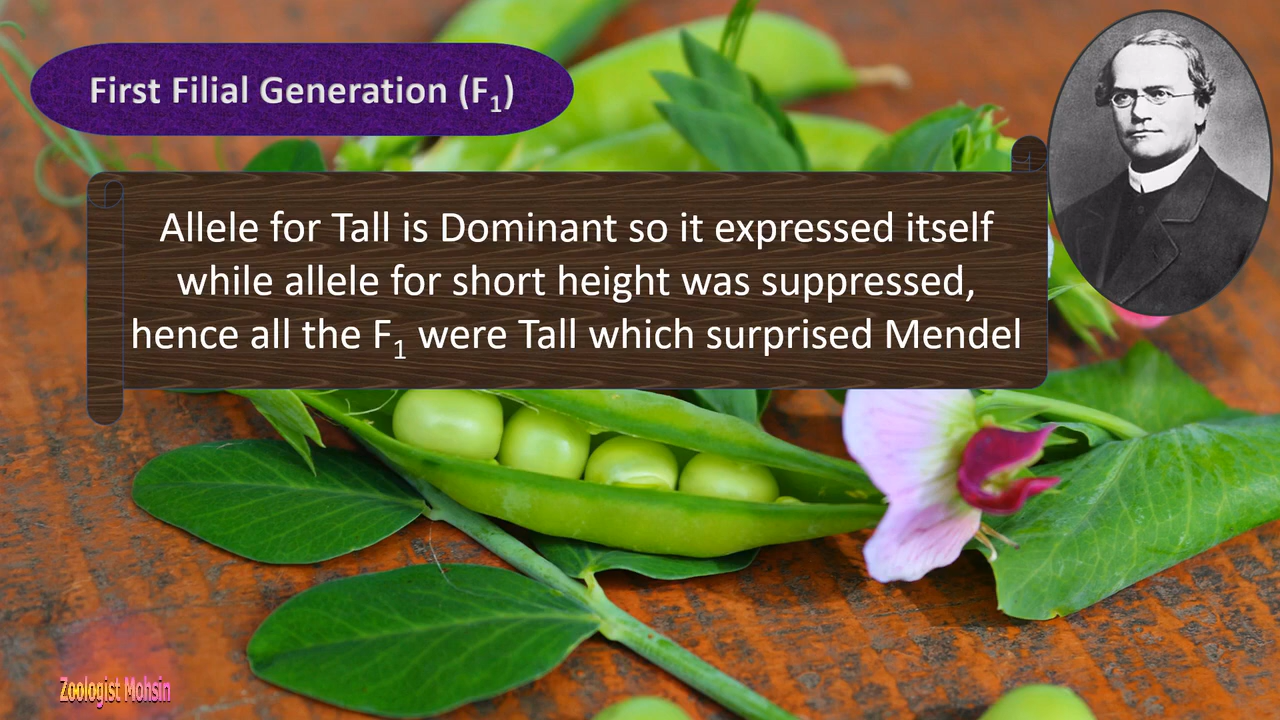 First Filial Generation (F₁)
Allele for Tall is Dominant so it expressed itself
while allele for short height was suppressed,
hence all the F₁ were Tall which surprised Mendel
Zoologist Mohsin